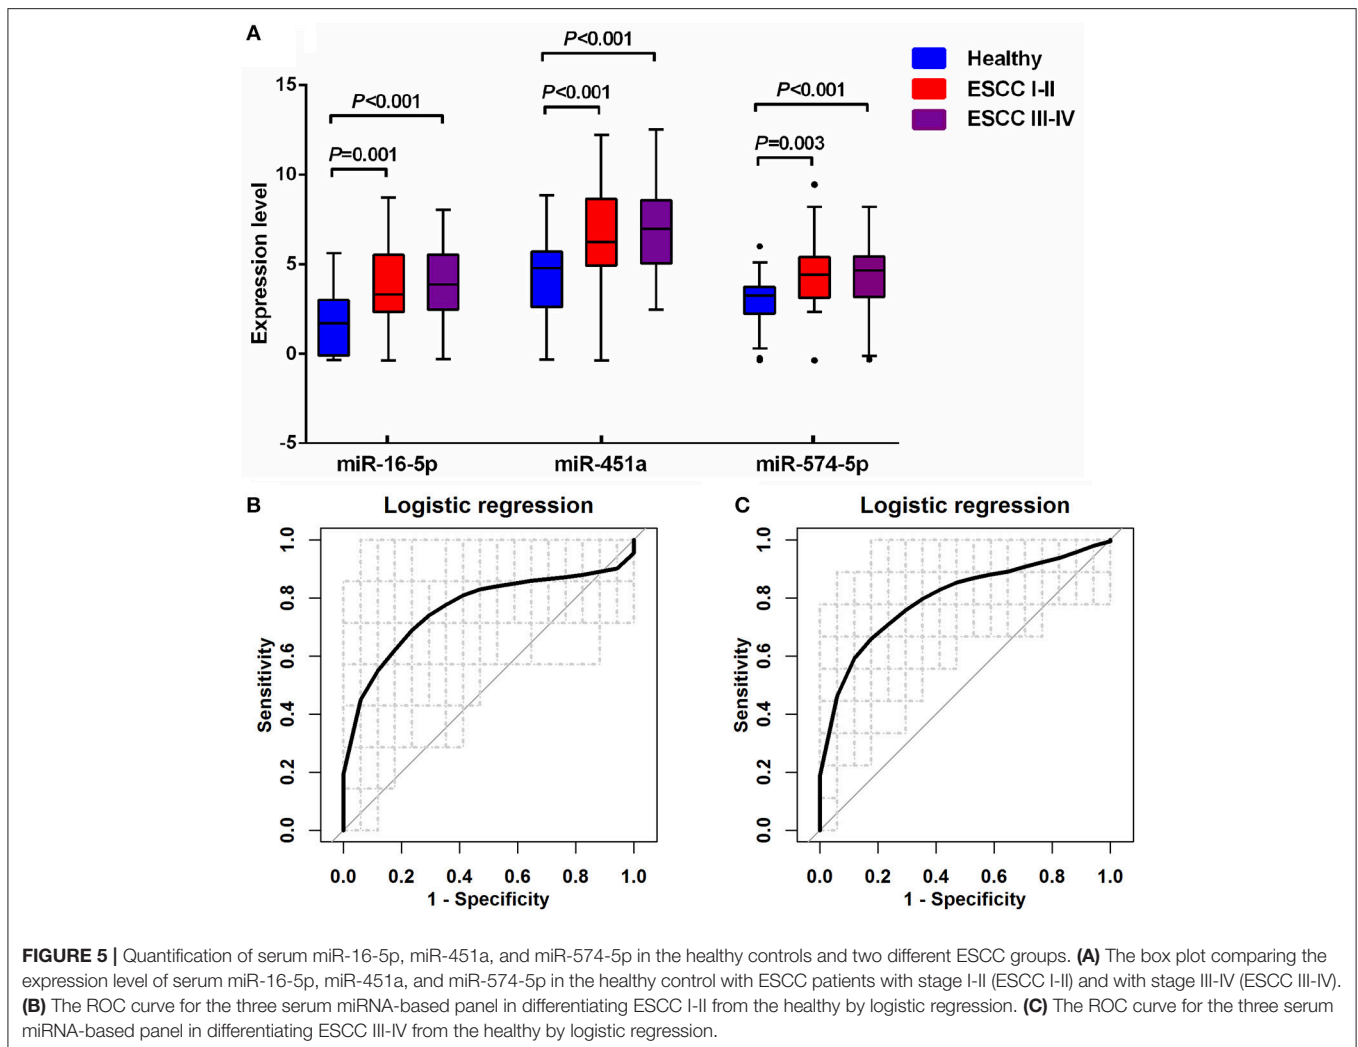 A
P<0.001
P<0.001
P<0.001
P<0.001
P=0.001
P<0.001
P=0.003
Healthy
ESCC I-II
ESCC III-IV
Expression level
15
10
5
0
-5
miR-16-5p
miR-451a
miR-574-5p
B
Logistic regression
Sensitivity
1.0
0.8
0.6
0.4
0.2
0.0
0.0 0.2 0.4 0.6 0.8 1.0
1 - Specificity
C
Logistic regression
Sensitivity
1.0
0.8
0.6
0.4
0.2
0.0
0.0 0.2 0.4 0.6 0.8 1.0
1 - Specificity
FIGURE 5 | Quantification of serum miR-16-5p, miR-451a, and miR-574-5p in the healthy controls and two different ESCC groups. (A) The box plot comparing the
expression level of serum miR-16-5p, miR-451a, and miR-574-5p in the healthy control with ESCC patients with stage I-II (ESCC I-II) and with stage III-IV (ESCC III-IV).
(B) The ROC curve for the three serum miRNA-based panel in differentiating ESCC I-II from the healthy by logistic regression. (C) The ROC curve for the three serum
miRNA-based panel in differentiating ESCC III-IV from the healthy by logistic regression.